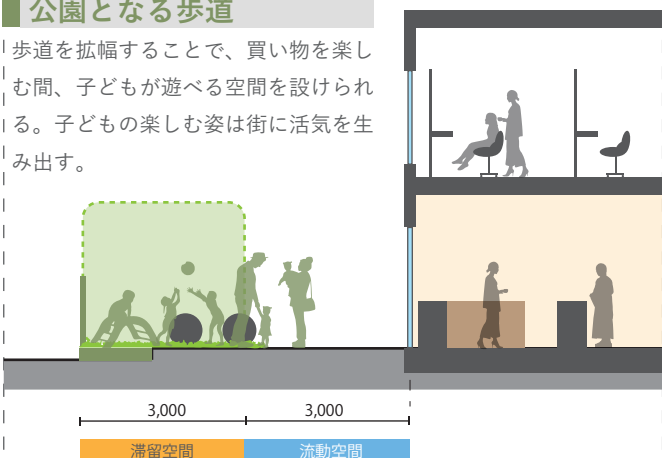 公園となる歩道
歩道を拡幅することで、買い物を楽し
む間、子どもが遊べる空間を設けられ
る。子どもの楽しむ姿は街に活気を生
み出す。
3,000 3,000
滞留空間 流動空間